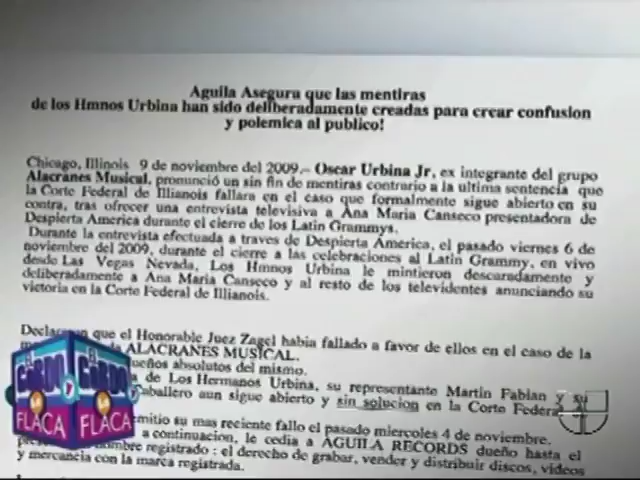 Aguila Asegura que las mentiras
de los Hmnos Urbina han sido deliberadamente creadas para crear confusion
y polemica al publico!
Chicago, Illinois 9 de noviembre del 2009.- Oscar Urbina Jr, ex integrante del grupo
Alacranes Musical, pronunció un sin fin de mentiras contrario a la ultima sentencia que
la Corte Federal de Illianois fallara en el caso que formalmente sigue abierto en su
contra, tras ofrecer una entrevista televisiva a Ana Maria Canseco presentadora de
Despierta America durante el cierre de los Latin Grammys.
Durante la entrevista efectuada a traves de Despierta America, el pasado viernes 6 de
noviembre del 2009, durante el cierre a las celebraciones al Latin Grammy, en vivo
desde Las Vegas Nevada, Los Hmnos Urbina le mintieron descaradamente y
deliberadamente a Ana Maria Canseco y al resto de los televidentes anunciando su
victoria en la Corte Federal de Illianois.
que el Honorable Juez Zagel habia fallado a favor de ellos en el caso de la
ALACRANES MUSICAL.
absolutos del mismo.
de Los Hermanos Urbina, su representante Martin Fabian y su
aun sigue abierto y sin solucion en la Corte
su mas reciente fallo el pasado miercoles 4 de noviembre.
a continuacion, le cedia a AGUILA RECORDS dueño hasta el
registrado : el derecho de grabar, vender y distribuir discos, videos
y mercancia con la marca registrada.
EL GORDO Y LA FLACA
EL GORDO Y LA FLACA